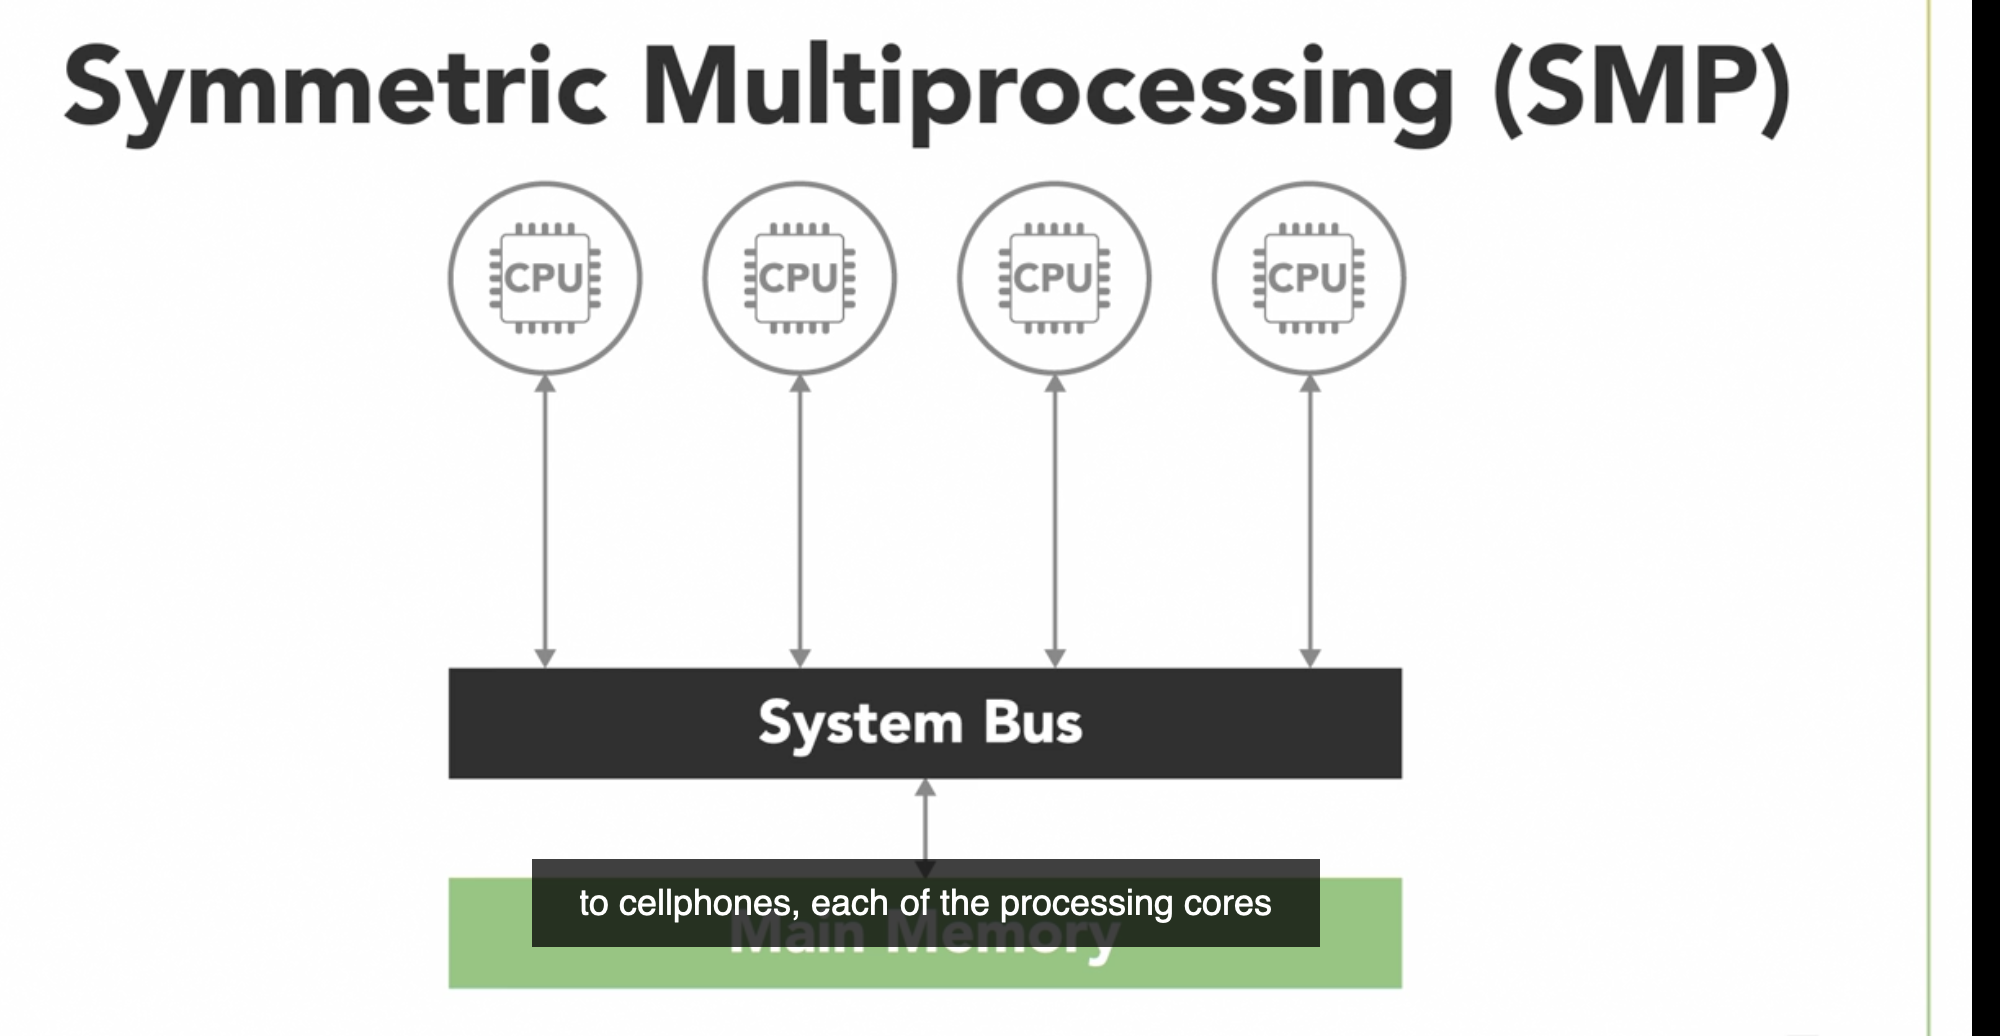 Symmetric Multiprocessing (SMP)
CPU CPU CPU CPU
System Bus
to cellphones, each of the processing cores
Main Memory